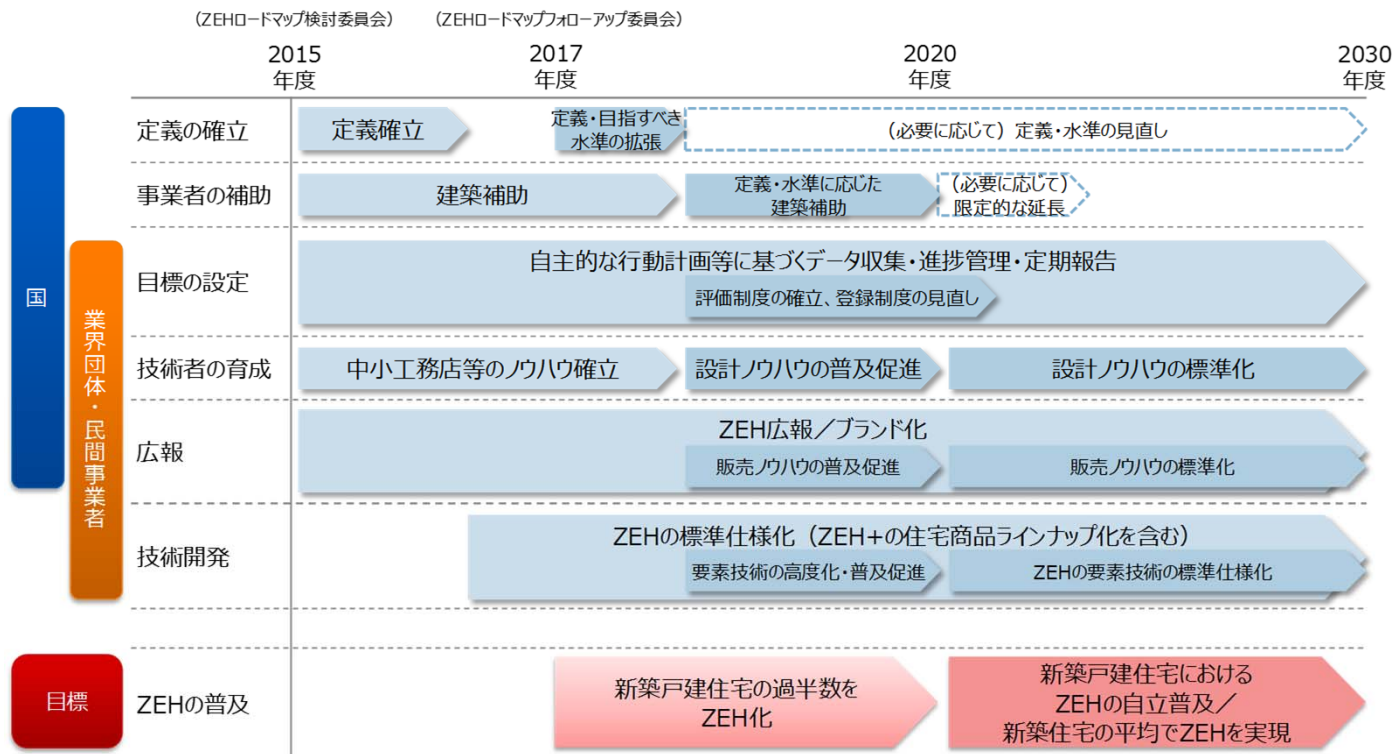 （ZEHロードマップ検討委員会）
（ZEHロードマップフォローアップ委員会）
2015
年度
2017
年度
2020
年度
2030
年度
国
業界団体・民間事業者
定義の確立
定義確立
定義・目指すべき
水準の拡張
（必要に応じて）定義・水準の見直し
事業者の補助
建築補助
定義・水準に応じた
建築補助
（必要に応じて）
限定的な延長
目標の設定
自主的な行動計画等に基づくデータ収集・進捗管理・定期報告
評価制度の確立、登録制度の見直し
技術者の育成
中小工務店等のノウハウ確立
設計ノウハウの普及促進
設計ノウハウの標準化
広報
ZEH広報／ブランド化
販売ノウハウの普及促進
販売ノウハウの標準化
技術開発
ZEHの標準仕様化（ZEH+の住宅商品ラインナップ化を含む）
要素技術の高度化・普及促進
ZEHの要素技術の標準仕様化
目標
ZEHの普及
新築戸建住宅の過半数を
ZEH化
新築戸建住宅における
ZEHの自立普及／
新築住宅の平均でZEHを実現